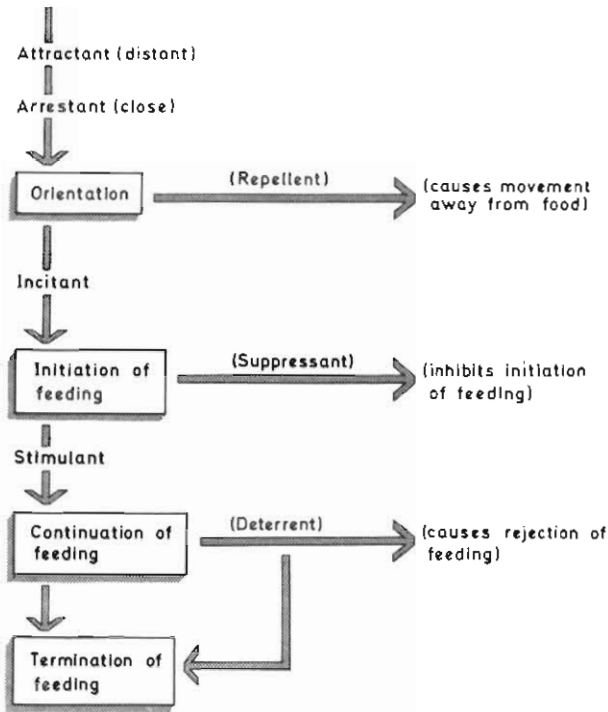 Attractant (distant)
Arrestant (close)
Orientation
(Repellent)
(causes movement
away from food)
Incitant
Initiation of
feeding
(Suppressant)
(inhibits initiation
of feeding)
Stimulant
Continuation of
feeding
(Deterrent)
(causes rejection of
feeding)
Termination of
feeding